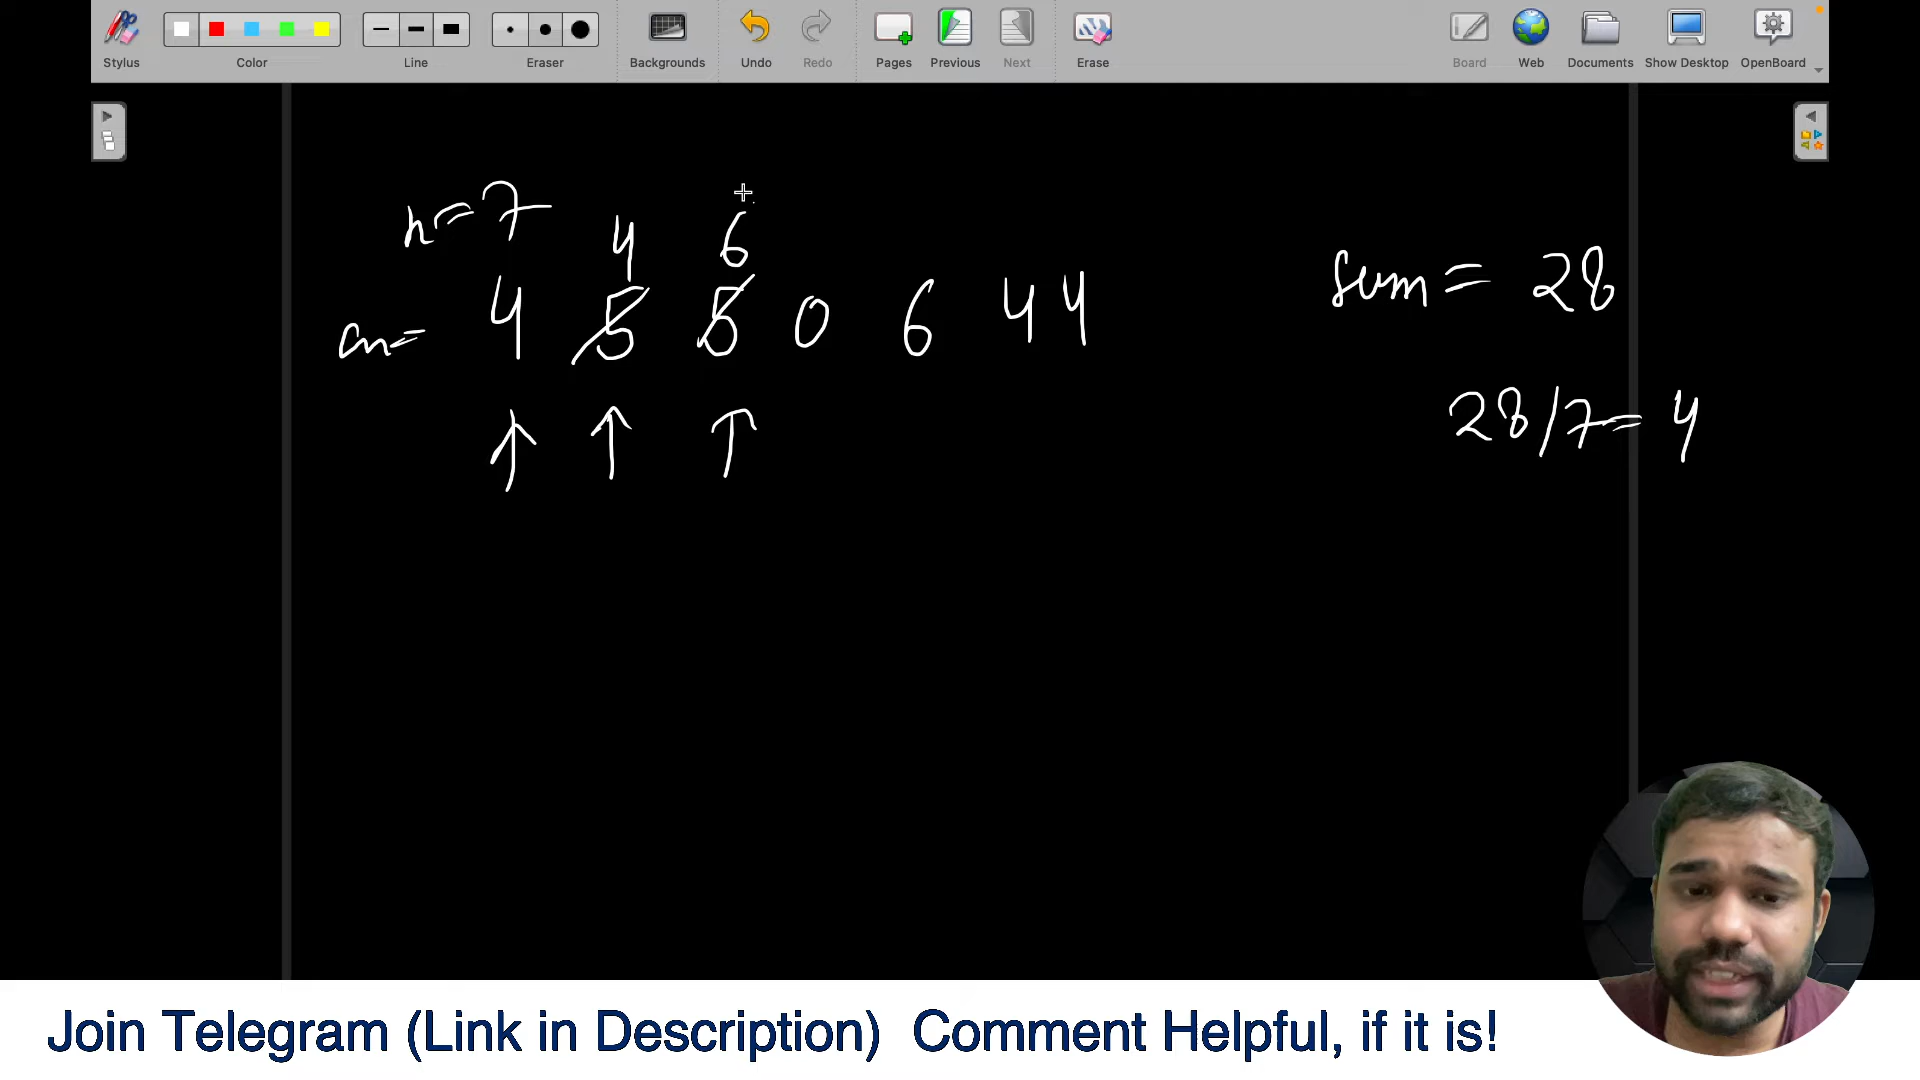 Stylus Color Line Eraser Backgrounds Undo Redo Pages Previous Next Erase Board Web Documents Show Desktop OpenBoard
n=7
4 6
arr= 4 5 5 0 6 4 4
sum = 28
28/7= 4
Join Telegram (Link in Description) Comment Helpful, if it is!